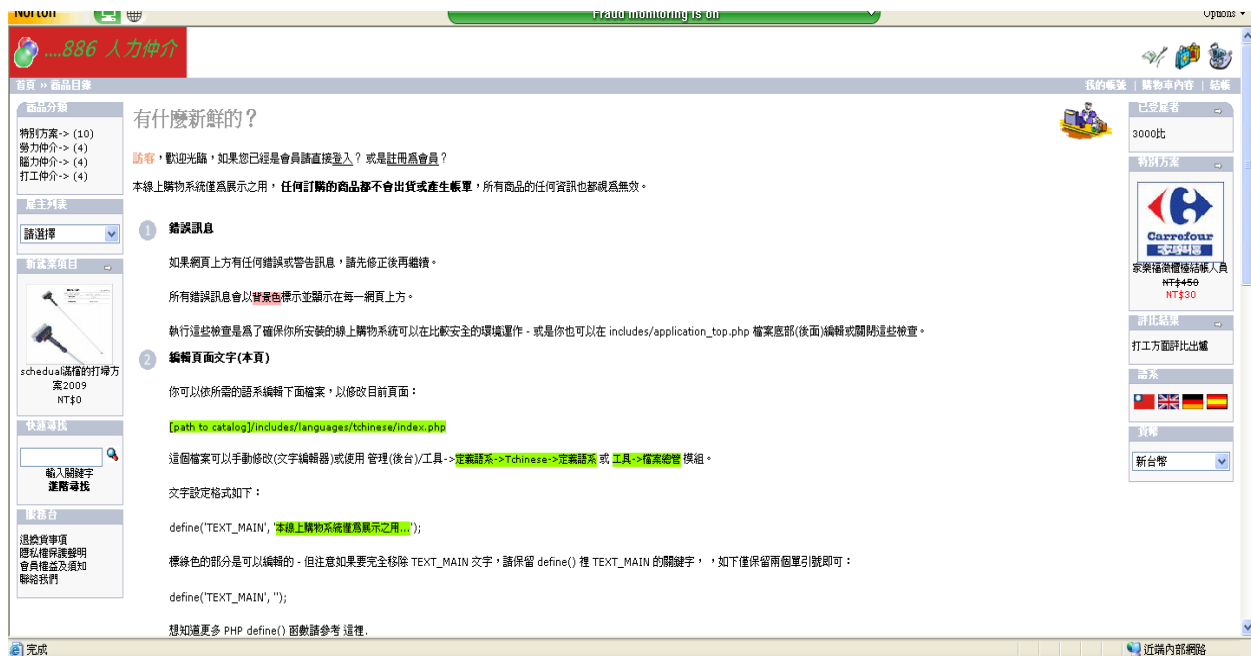 Norton
Fraud monitoring is on
Options
....886 人力仲介
首頁 » 商品目錄
我的帳號 | 購物車內容 | 結帳
商品分類
特別方案-> (10)
勞力仲介-> (4)
腦力仲介-> (4)
打工仲介-> (4)
雇主列表
請選擇
新就業項目
schedual滿檔的打掃方
案2009
NT$0
快速尋找
輸入關鍵字
進階尋找
服務台
退換貨事項
隱私權保護聲明
會員權益及須知
聯絡我們
有什麼新鮮的？
訪客，歡迎光臨，如果您已經是會員請直接登入？ 或是註冊為會員？
本線上購物系統僅為展示之用，任何訂購的商品都不會出貨或產生帳單，所有商品的任何資訊也都視為無效。
1 錯誤訊息
如果網頁上方有任何錯誤或警告訊息，請先修正後再繼續。
所有錯誤訊息會以背景色標示並顯示在每一網頁上方。
執行這些檢查是為了確保你所安裝的線上購物系統可以在比較安全的環境運作 - 或是你也可以在 includes/application_top.php 檔案底部(後面)編輯或關閉這些檢查。
2 編輯頁面文字(本頁)
你可以依所需的語系編輯下面檔案，以修改目前頁面：
[path to catalog]/includes/languages/tchinese/index.php
這個檔案可以手動修改(文字編輯器)或使用 管理(後台)/工具->定義語系->Tchinese->定義語系 或 工具->檔案總管 模組。
文字設定格式如下：
define('TEXT_MAIN', '本線上購物系統僅為展示之用...');
標綠色的部分是可以編輯的 - 但注意如果要完全移除 TEXT_MAIN 文字，請保留 define() 裡 TEXT_MAIN 的關鍵字，，如下僅保留兩個單引號即可：
define('TEXT_MAIN', '');
想知道更多 PHP define() 函數請參考 這裡.
已登庸者
3000比
特別方案
Carrefour
家樂福
家樂福徵櫃檯結帳人員
NT$450
NT$30
評比結果
打工方面評比出爐
語系
貨幣
新台幣
完成
近端內部網路